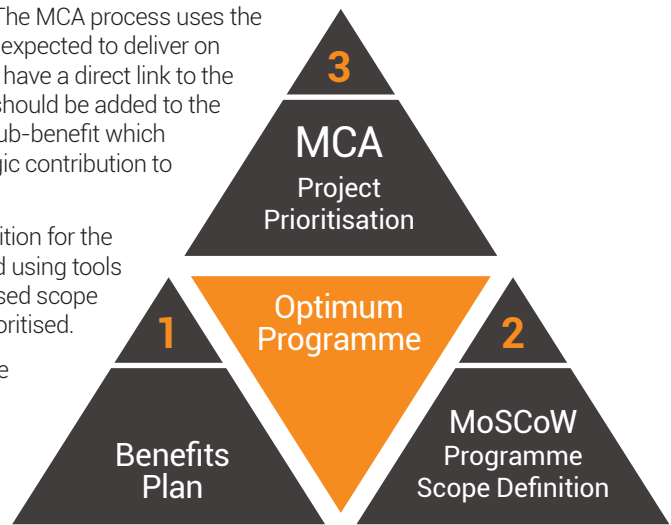 The MCA process uses the
expected to deliver on
have a direct link to the
should be added to the
ub-benefit which
gic contribution to
ition for the
d using tools
sed scope
oritised.
e
3
MCA
Project
Prioritisation
Optimum
Programme
1
Benefits
Plan
2
MoSCoW
Programme
Scope Definition